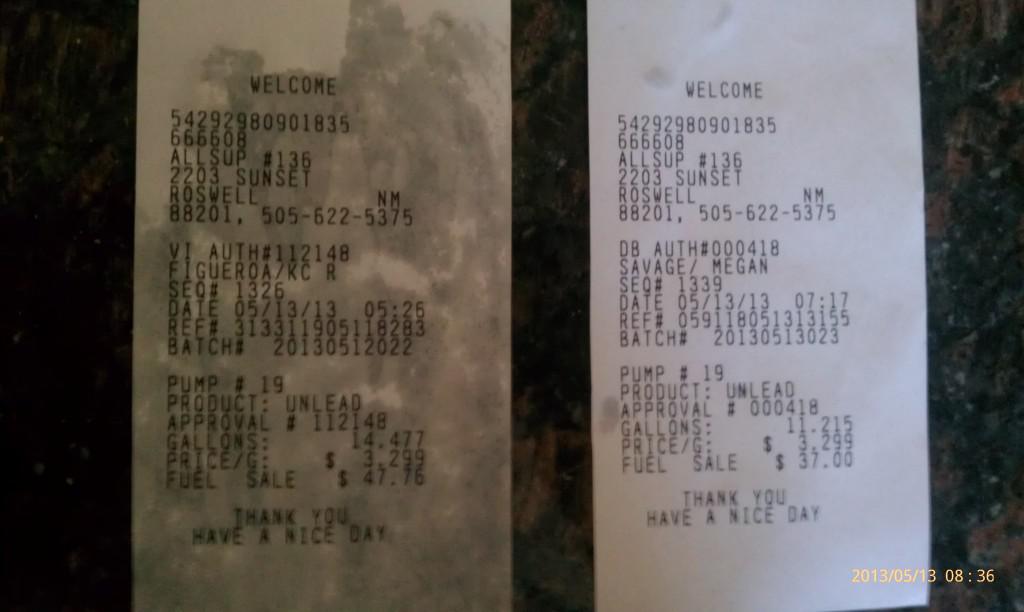 WELCOME
54292980901835
666608
ALLSUP #136
2203 SUNSET
ROSWELL NM
88201, 505-622-5375
VI AUTH#112148
FIGUEROA/KC R
SEQ# 1326
DATE 05/13/13 05:26
REF# 313311905118283
BATCH# 20130512022
PUMP # 19
PRODUCT: UNLEAD
APPROVAL # 112148
GALLONS: 14.477
PRICE/G: $ 3.299
FUEL SALE $ 47.76
THANK YOU
HAVE A NICE DAY
WELCOME
54292980901835
666608
ALLSUP #136
2203 SUNSET
ROSWELL NM
88201, 505-622-5375
DB AUTH#000418
SAVAGE/ MEGAN
SEQ# 1339
DATE 05/13/13 07:17
REF# 059118051313155
BATCH# 20130513023
PUMP # 19
PRODUCT: UNLEAD
APPROVAL # 000418
GALLONS: 11.215
PRICE/G: $ 3.299
FUEL SALE $ 37.00
THANK YOU
HAVE A NICE DAY
2013/05/13 08:36